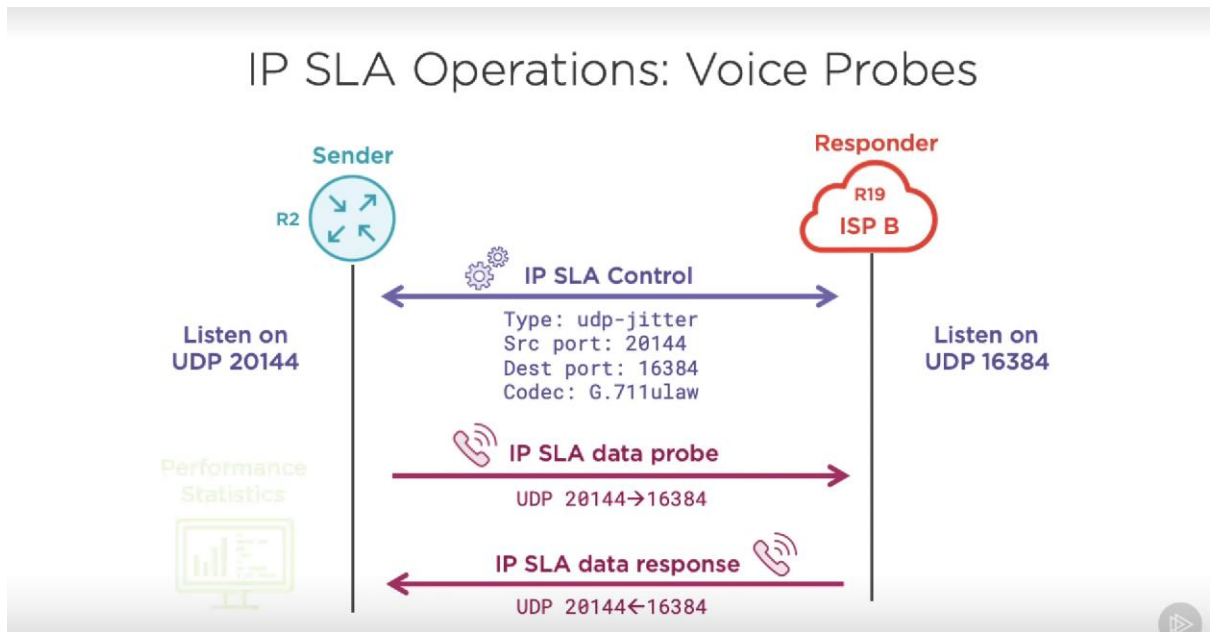 IP SLA Operations: Voice Probes
Sender
Responder
R2
R19
ISP B
IP SLA Control
Type: udp-jitter
Src port: 20144
Dest port: 16384
Codec: G.711ulaw
Listen on
UDP 20144
Listen on
UDP 16384
IP SLA data probe
UDP 20144→16384
Performance
Statistics
IP SLA data response
UDP 20144←16384